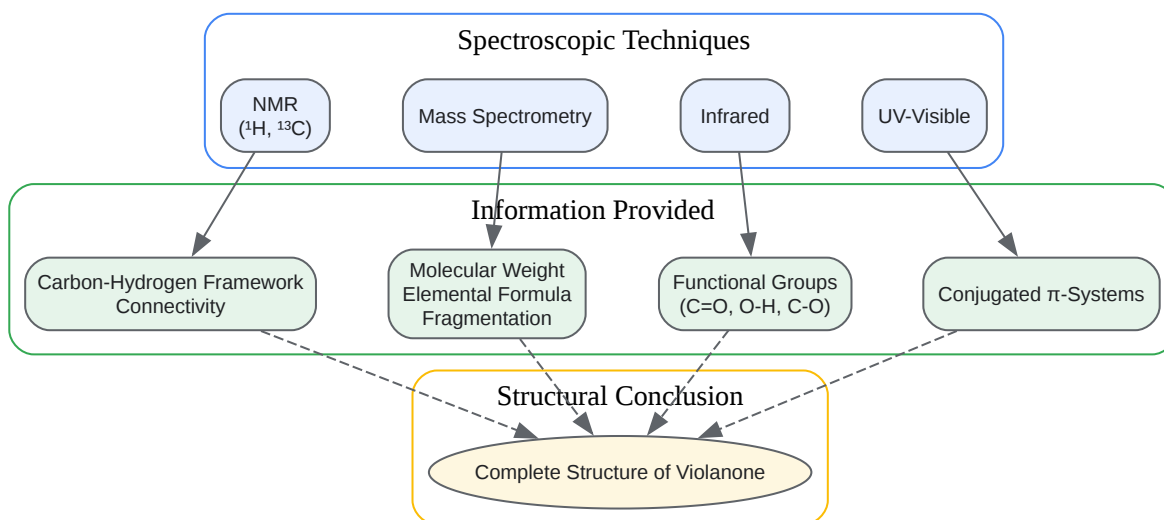 Spectroscopic Techniques
NMR
(¹H, ¹³C)
Mass Spectrometry
Infrared
UV-Visible
Information Provided
Carbon-Hydrogen Framework
Connectivity
Molecular Weight
Elemental Formula
Fragmentation
Functional Groups
(C=O, O-H, C-O)
Conjugated π-Systems
Structural Conclusion
Complete Structure of Violanone